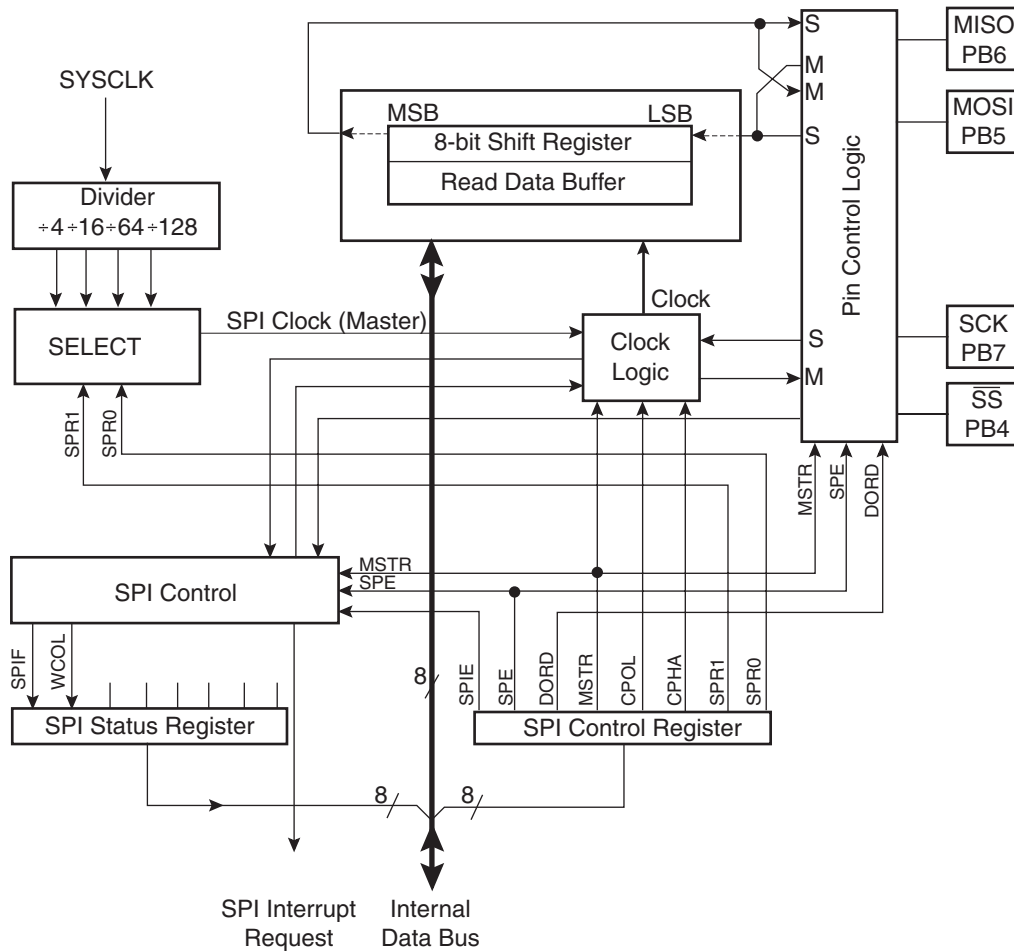 SYSCLK
Divider
÷4 ÷16 ÷64 ÷128
SELECT
SPR1
SPR0
SPI Clock (Master)
MSB
LSB
8-bit Shift Register
Read Data Buffer
Clock
Clock
Logic
S
M
M
S
S
M
Pin Control Logic
MISO
PB6
MOSI
PB5
SCK
PB7
SS
PB4
MSTR
SPE
DORD
SPI Control
MSTR
SPE
SPIF
WCOL
SPI Status Register
8
SPIE
SPE
DORD
MSTR
CPOL
CPHA
SPR1
SPR0
SPI Control Register
8
8
SPI Interrupt
Request
Internal
Data Bus